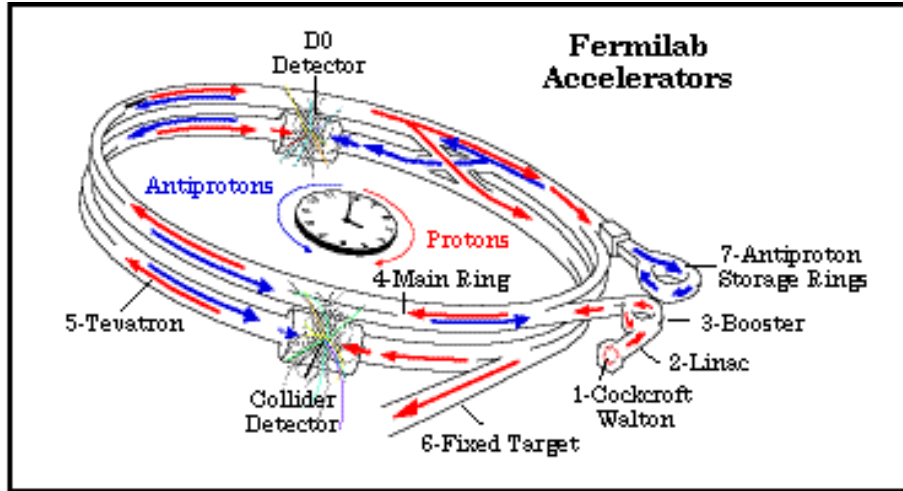 Fermilab
Accelerators
D0
Detector
Antiprotons
Protons
4-Main Ring
7-Antiproton
Storage Rings
3-Booster
5-Tevatron
2-Linac
1-Cockcroft
Walton
Collider
Detector
6-Fixed Target